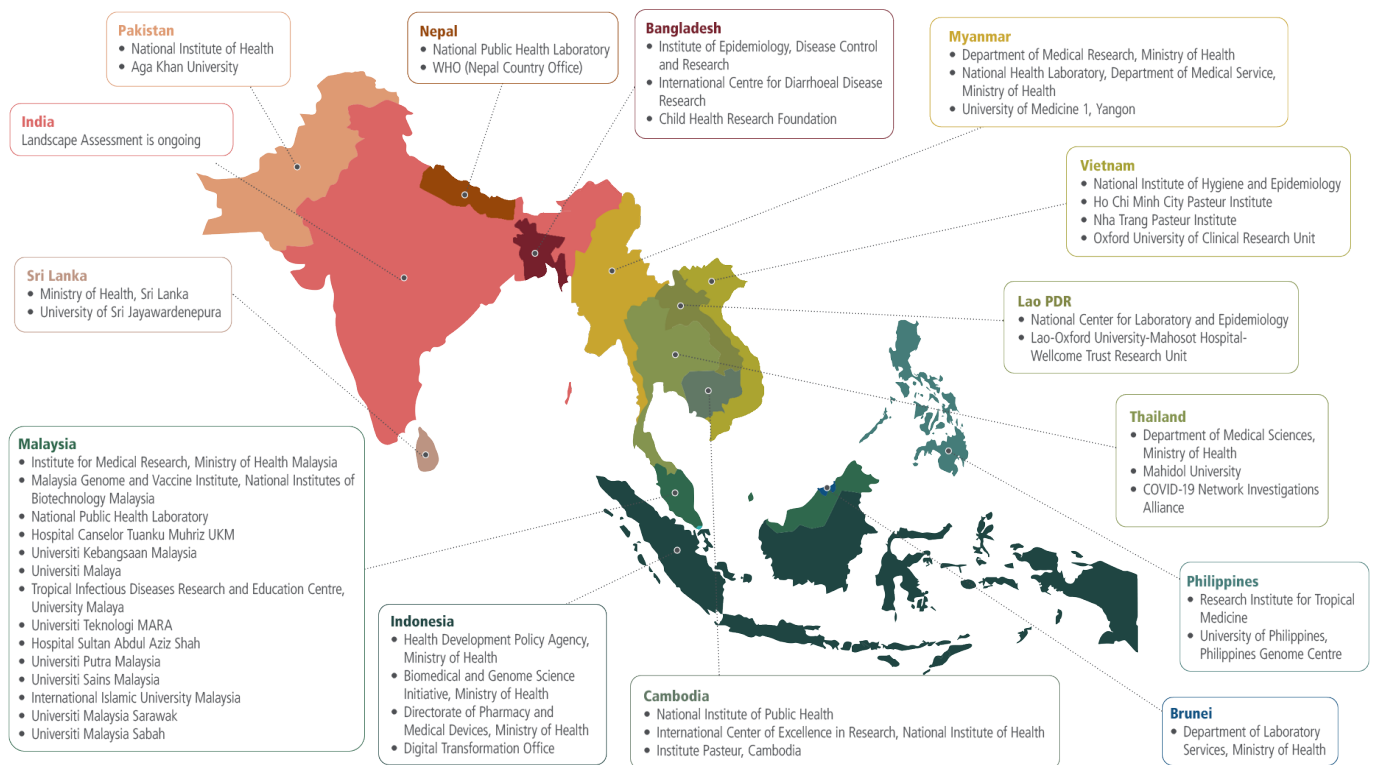 Pakistan
• National Institute of Health
• Aga Khan University
Nepal
• National Public Health Laboratory
• WHO (Nepal Country Office)
Bangladesh
• Institute of Epidemiology, Disease Control
and Research
• International Centre for Diarrhoeal Disease
Research
• Child Health Research Foundation
Myanmar
• Department of Medical Research, Ministry of Health
• National Health Laboratory, Department of Medical Service,
Ministry of Health
• University of Medicine 1, Yangon
India
Landscape Assessment is ongoing
Vietnam
• National Institute of Hygiene and Epidemiology
• Ho Chi Minh City Pasteur Institute
• Nha Trang Pasteur Institute
• Oxford University of Clinical Research Unit
Sri Lanka
• Ministry of Health, Sri Lanka
• University of Sri Jayawardenepura
Lao PDR
• National Center for Laboratory and Epidemiology
• Lao-Oxford University-Mahosot Hospital-
Wellcome Trust Research Unit
Thailand
• Department of Medical Sciences,
Ministry of Health
• Mahidol University
• COVID-19 Network Investigations
Alliance
Malaysia
• Institute for Medical Research, Ministry of Health Malaysia
• Malaysia Genome and Vaccine Institute, National Institutes of
Biotechnology Malaysia
• National Public Health Laboratory
• Hospital Canselor Tuanku Muhriz UKM
• Universiti Kebangsaan Malaysia
• Universiti Malaya
• Tropical Infectious Diseases Research and Education Centre,
University Malaya
• Universiti Teknologi MARA
• Hospital Sultan Abdul Aziz Shah
• Universiti Putra Malaysia
• Universiti Sains Malaysia
• International Islamic University Malaysia
• Universiti Malaysia Sarawak
• Universiti Malaysia Sabah
Philippines
• Research Institute for Tropical
Medicine
• University of Philippines,
Philippines Genome Centre
Indonesia
• Health Development Policy Agency,
Ministry of Health
• Biomedical and Genome Science
Initiative, Ministry of Health
• Directorate of Pharmacy and
Medical Devices, Ministry of Health
• Digital Transformation Office
Cambodia
• National Institute of Public Health
• International Center of Excellence in Research, National Institute of Health
• Institute Pasteur, Cambodia
Brunei
• Department of Laboratory
Services, Ministry of Health